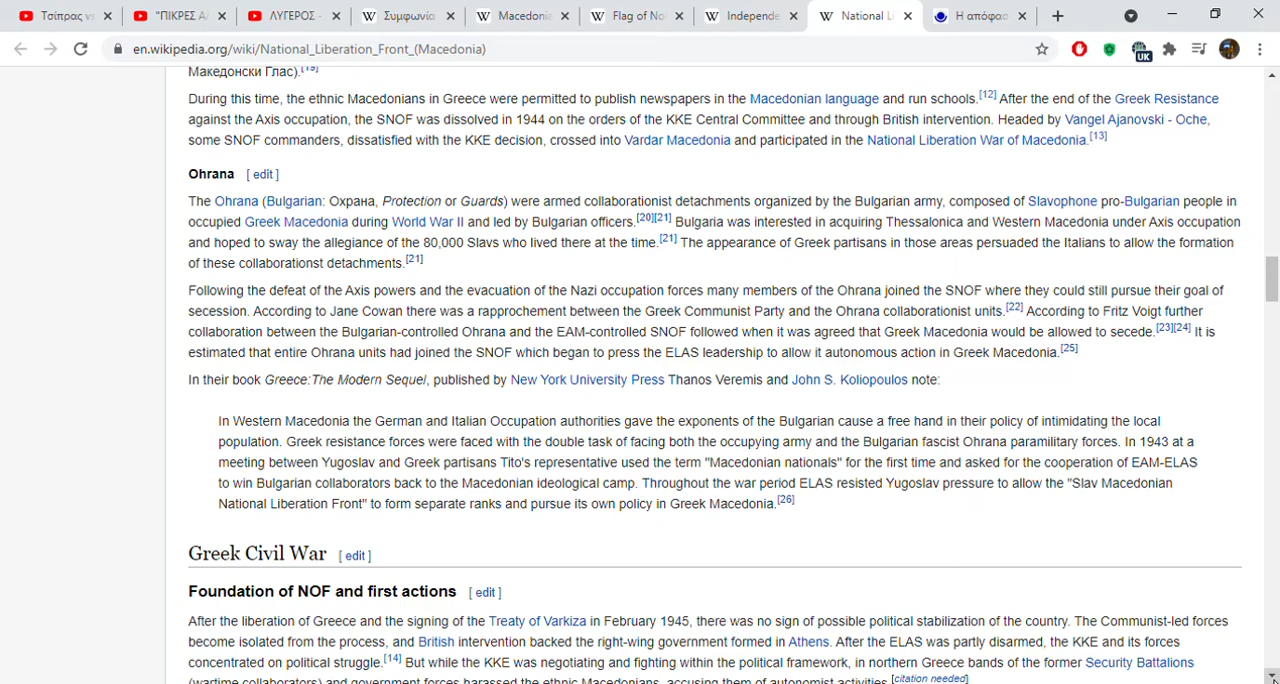 Τσίπρας vs
"ΠΙΚΡΕΣ ΑΛ
ΛΥΓΕΡΟΣ -
Συμφωνία
Macedonia
Flag of No
Independe
National Li
Η απόφασ
en.wikipedia.org/wiki/National_Liberation_Front_(Macedonia)
UK
Македонски Глас).[19]
During this time, the ethnic Macedonians in Greece were permitted to publish newspapers in the Macedonian language and run schools.[12] After the end of the Greek Resistance
against the Axis occupation, the SNOF was dissolved in 1944 on the orders of the KKE Central Committee and through British intervention. Headed by Vangel Ajanovski - Oche,
some SNOF commanders, dissatisfied with the KKE decision, crossed into Vardar Macedonia and participated in the National Liberation War of Macedonia.[13]
Ohrana [ edit ]
The Ohrana (Bulgarian: Охрана, Protection or Guards) were armed collaborationist detachments organized by the Bulgarian army, composed of Slavophone pro-Bulgarian people in
occupied Greek Macedonia during World War II and led by Bulgarian officers.[20][21] Bulgaria was interested in acquiring Thessalonica and Western Macedonia under Axis occupation
and hoped to sway the allegiance of the 80,000 Slavs who lived there at the time.[21] The appearance of Greek partisans in those areas persuaded the Italians to allow the formation
of these collaborationst detachments.[21]
Following the defeat of the Axis powers and the evacuation of the Nazi occupation forces many members of the Ohrana joined the SNOF where they could still pursue their goal of
secession. According to Jane Cowan there was a rapprochement between the Greek Communist Party and the Ohrana collaborationist units.[22] According to Fritz Voigt further
collaboration between the Bulgarian-controlled Ohrana and the EAM-controlled SNOF followed when it was agreed that Greek Macedonia would be allowed to secede.[23][24] It is
estimated that entire Ohrana units had joined the SNOF which began to press the ELAS leadership to allow it autonomous action in Greek Macedonia.[25]
In their book Greece:The Modern Sequel, published by New York University Press Thanos Veremis and John S. Koliopoulos note:
In Western Macedonia the German and Italian Occupation authorities gave the exponents of the Bulgarian cause a free hand in their policy of intimidating the local
population. Greek resistance forces were faced with the double task of facing both the occupying army and the Bulgarian fascist Ohrana paramilitary forces. In 1943 at a
meeting between Yugoslav and Greek partisans Tito's representative used the term "Macedonian nationals" for the first time and asked for the cooperation of EAM-ELAS
to win Bulgarian collaborators back to the Macedonian ideological camp. Throughout the war period ELAS resisted Yugoslav pressure to allow the "Slav Macedonian
National Liberation Front" to form separate ranks and pursue its own policy in Greek Macedonia.[26]
Greek Civil War [ edit ]
Foundation of NOF and first actions [ edit ]
After the liberation of Greece and the signing of the Treaty of Varkiza in February 1945, there was no sign of possible political stabilization of the country. The Communist-led forces
become isolated from the process, and British intervention backed the right-wing government formed in Athens. After the ELAS was partly disarmed, the KKE and its forces
concentrated on political struggle.[14] But while the KKE was negotiating and fighting within the political framework, in northern Greece bands of the former Security Battalions
(wartime collaborators) and government forces harassed the ethnic Macedonians, accusing them of autonomist activities.[citation needed]